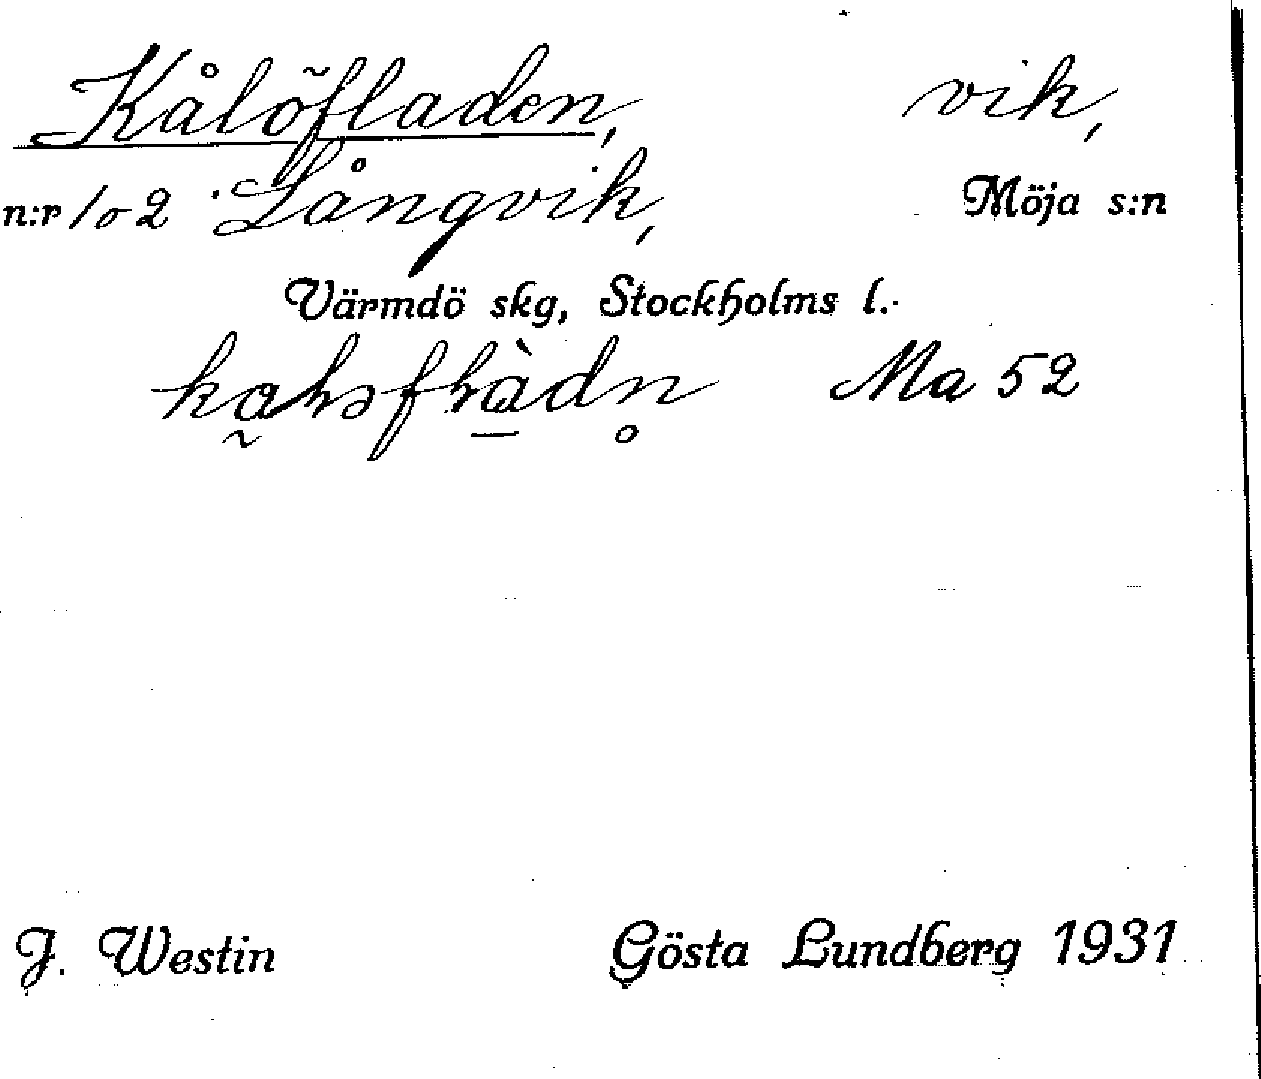 Kålöfladen, vik,
n:r 102 Långvik, Möja s:n
Värmdö skg, Stockholms l.
Ma 52
J. Westin Gösta Lundberg 1931